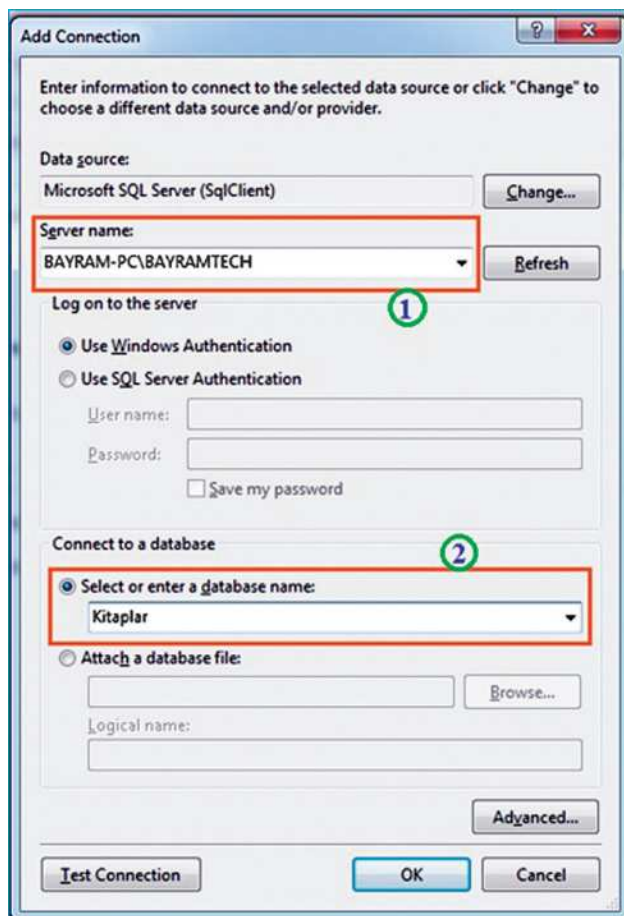 Add Connection
Enter information to connect to the selected data source or click "Change" to
choose a different data source and/or provider.
Data source:
Microsoft SQL Server (SqlClient)
Change...
Server name:
BAYRAM-PC\BAYRAMTECH
Refresh
1
Log on to the server
Use Windows Authentication
Use SQL Server Authentication
User name:
Password:
Save my password
Connect to a database
2
Select or enter a database name:
Kitaplar
Attach a database file:
Browse...
Logical name:
Advanced...
Test Connection
OK
Cancel